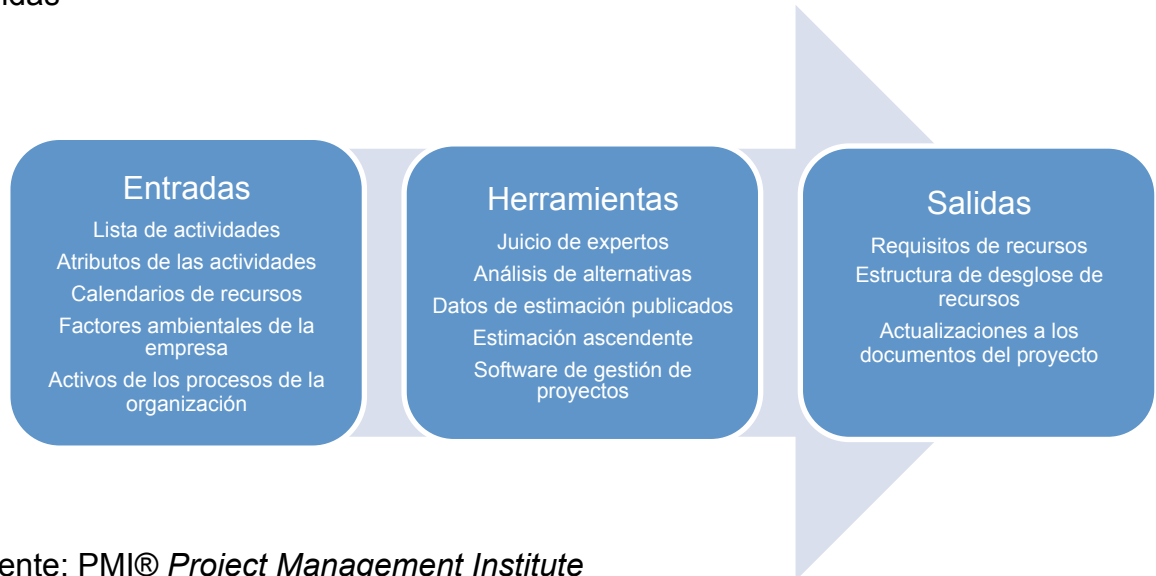 Entradas
Lista de actividades
Atributos de las actividades
Calendarios de recursos
Factores ambientales de la
empresa
Activos de los procesos de la
organización
Herramientas
Juicio de expertos
Análisis de alternativas
Datos de estimación publicados
Estimación ascendente
Software de gestión de
proyectos
Salidas
Requisitos de recursos
Estructura de desglose de
recursos
Actualizaciones a los
documentos del proyecto
PMI® Project Management Institute